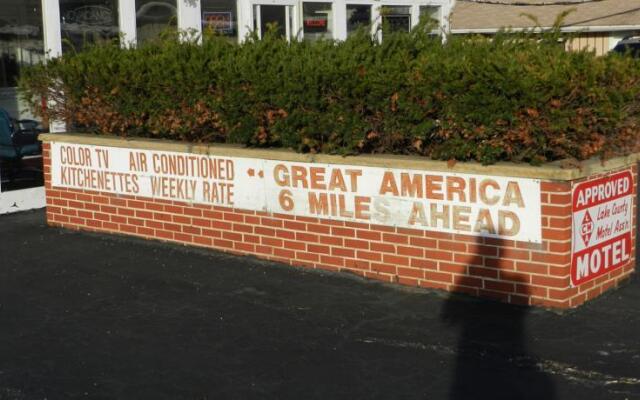 COLOR TV AIR CONDITIONED
KITCHENETTES WEEKLY RATE
GREAT AMERICA
6 MILES AHEAD
APPROVED
Lake County
Motel Ass'n
MOTEL